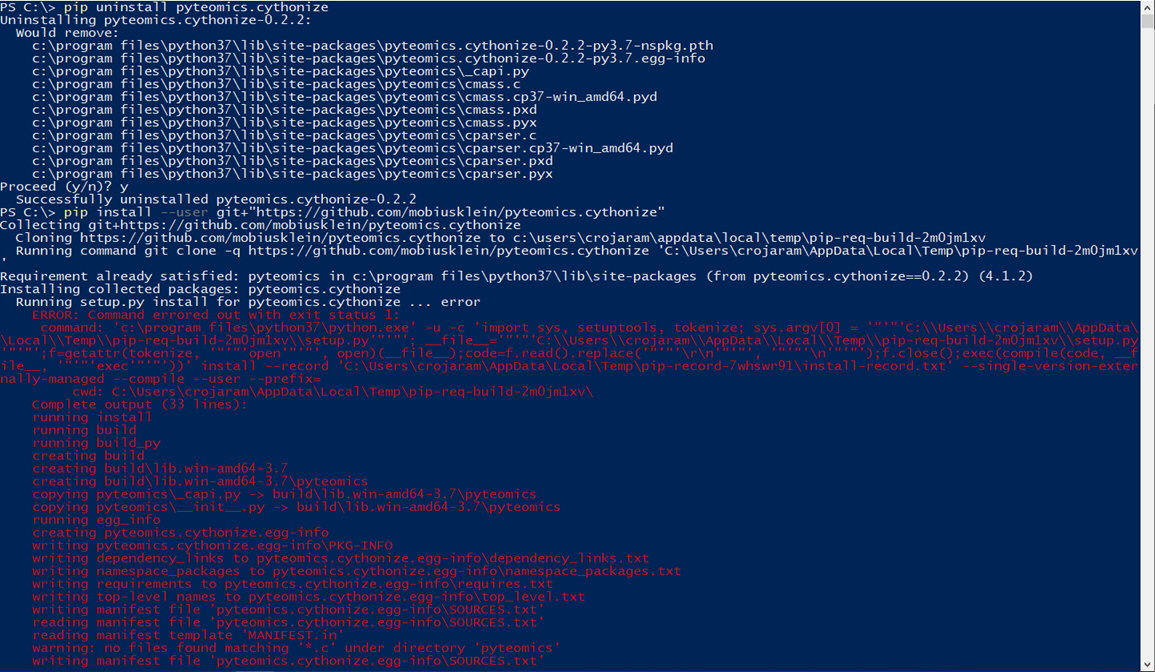 PS C:\> pip uninstall pyteomics.cythonize
Uninstalling pyteomics.cythonize-0.2.2:
  Would remove:
    c:\program files\python37\lib\site-packages\pyteomics.cythonize-0.2.2-py3.7-nspkg.pth
    c:\program files\python37\lib\site-packages\pyteomics.cythonize-0.2.2-py3.7.egg-info
    c:\program files\python37\lib\site-packages\pyteomics\_capi.py
    c:\program files\python37\lib\site-packages\pyteomics\cmass.c
    c:\program files\python37\lib\site-packages\pyteomics\cmass.cp37-win_amd64.pyd
    c:\program files\python37\lib\site-packages\pyteomics\cmass.pxd
    c:\program files\python37\lib\site-packages\pyteomics\cmass.pyx
    c:\program files\python37\lib\site-packages\pyteomics\cparser.c
    c:\program files\python37\lib\site-packages\pyteomics\cparser.cp37-win_amd64.pyd
    c:\program files\python37\lib\site-packages\pyteomics\cparser.pxd
    c:\program files\python37\lib\site-packages\pyteomics\cparser.pyx
Proceed (y/n)? y
  Successfully uninstalled pyteomics.cythonize-0.2.2
PS C:\> pip install --user git+"https://github.com/mobiusklein/pyteomics.cythonize"
Collecting git+https://github.com/mobiusklein/pyteomics.cythonize
  Cloning https://github.com/mobiusklein/pyteomics.cythonize to c:\users\crojaram\appdata\local\temp\pip-req-build-2m0jm1xv
  Running command git clone -q https://github.com/mobiusklein/pyteomics.cythonize 'C:\Users\crojaram\AppData\Local\Temp\pip-req-build-2m0jm1xv
'
Requirement already satisfied: pyteomics in c:\program files\python37\lib\site-packages (from pyteomics.cythonize==0.2.2) (4.1.2)
Installing collected packages: pyteomics.cythonize
  Running setup.py install for pyteomics.cythonize ... error
    ERROR: Command errored out with exit status 1:
     command: 'c:\program files\python37\python.exe' -u -c 'import sys, setuptools, tokenize; sys.argv[0] = '"'"'C:\\Users\\crojaram\\AppData\
\Local\\Temp\\pip-req-build-2m0jm1xv\\setup.py'"'"'; __file__='"'"'C:\\Users\\crojaram\\AppData\\Local\\Temp\\pip-req-build-2m0jm1xv\\setup.py
'"'"';f=getattr(tokenize, '"'"'open'"'"', open)(__file__);code=f.read().replace('"'"'\r\n'"'"', '"'"'\n'"'"');f.close();exec(compile(code, __f
ile__, '"'"'exec'"'"'))' install --record 'C:\Users\crojaram\AppData\Local\Temp\pip-record-7whswr91\install-record.txt' --single-version-exter
nally-managed --compile --user --prefix=
         cwd: C:\Users\crojaram\AppData\Local\Temp\pip-req-build-2m0jm1xv\
    Complete output (33 lines):
    running install
    running build
    running build_py
    creating build
    creating build\lib.win-amd64-3.7
    creating build\lib.win-amd64-3.7\pyteomics
    copying pyteomics\_capi.py -> build\lib.win-amd64-3.7\pyteomics
    copying pyteomics\__init__.py -> build\lib.win-amd64-3.7\pyteomics
    running egg_info
    creating pyteomics.cythonize.egg-info
    writing pyteomics.cythonize.egg-info\PKG-INFO
    writing dependency_links to pyteomics.cythonize.egg-info\dependency_links.txt
    writing namespace_packages to pyteomics.cythonize.egg-info\namespace_packages.txt
    writing requirements to pyteomics.cythonize.egg-info\requires.txt
    writing top-level names to pyteomics.cythonize.egg-info\top_level.txt
    writing manifest file 'pyteomics.cythonize.egg-info\SOURCES.txt'
    reading manifest file 'pyteomics.cythonize.egg-info\SOURCES.txt'
    reading manifest template 'MANIFEST.in'
    warning: no files found matching '*.c' under directory 'pyteomics'
    writing manifest file 'pyteomics.cythonize.egg-info\SOURCES.txt'